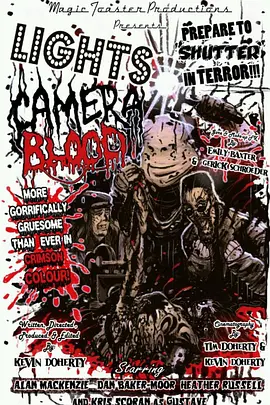 Magic Toaster Productions
Presents
LIGHTS
CAMERA
BLOOD
PREPARE TO
"SHUTTER"
IN TERROR!!!
By
EMILY BAXTER
& GERICK SCHROEDER
MORE
GORRIFICALLY
GRUESOME
THAN EVER IN
CRIMSON
COLOUR!
Written, Directed
Produced & Edited
By
KEVIN DOHERTY
Cinematography
By
TIM DOHERTY &
KEVIN DOHERTY
Starring
ALAN MACKENZIE DAN BAKER-MOOR HEATHER RUSSELL
AND KRIS SCORAN AS GUSTAVE